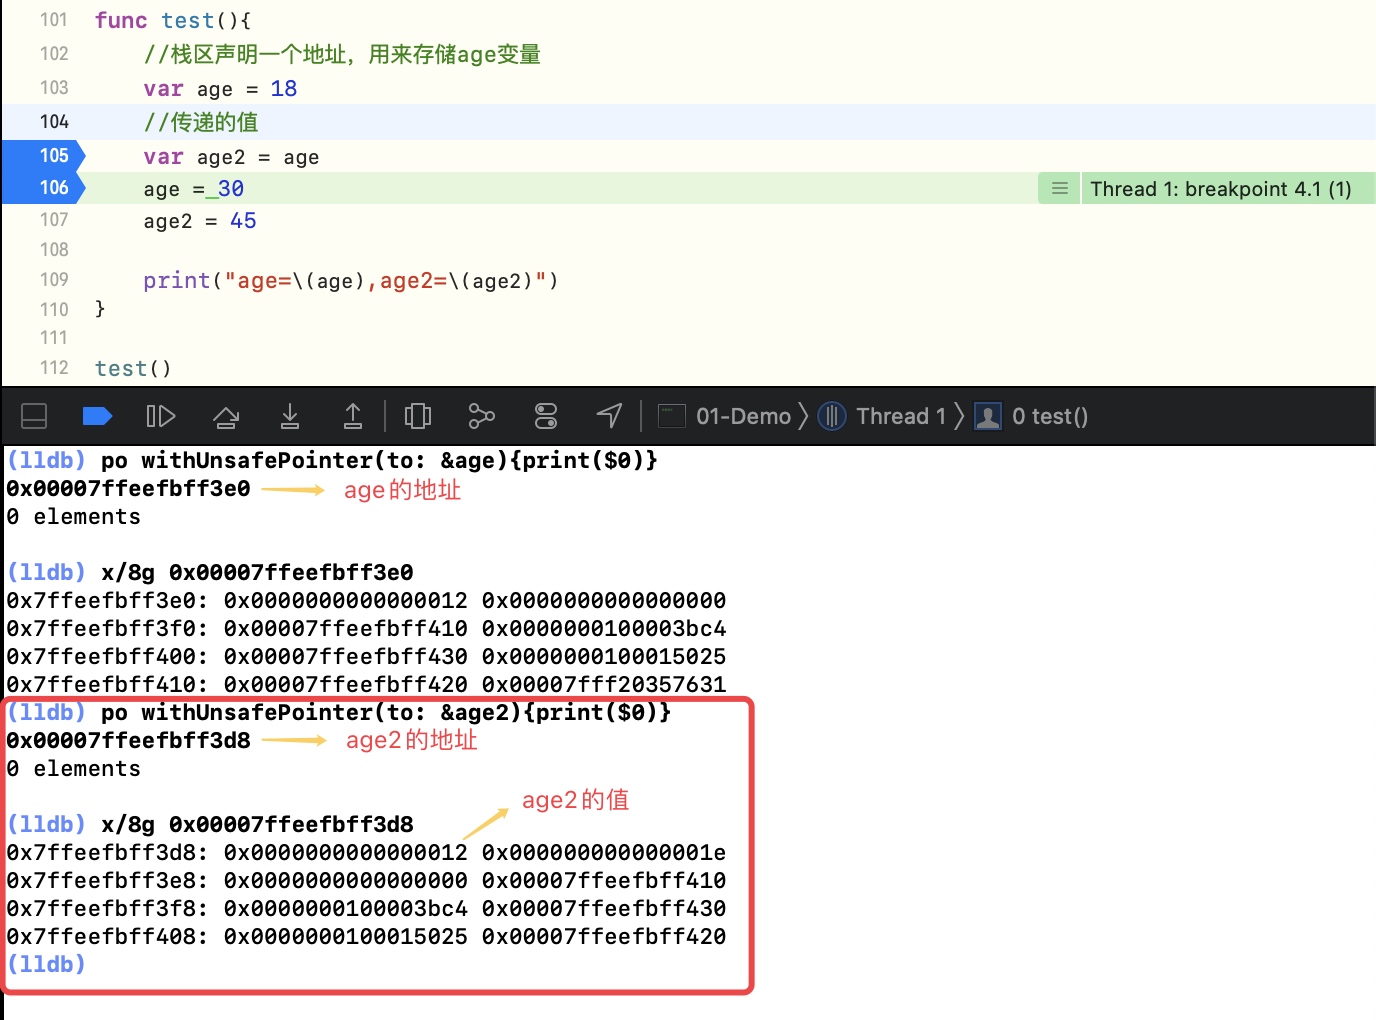 101 func test(){
102 //栈区声明一个地址，用来存储age变量
103 var age = 18
104 //传递的值
105 var age2 = age
106 age = 30 Thread 1: breakpoint 4.1 (1)
107 age2 = 45
108
109 print("age=\(age),age2=\(age2)")
110 }
111
112 test()
01-Demo 〉 Thread 1 〉 0 test()
(lldb) po withUnsafePointer(to: &age){print($0)}
0x00007ffeefbff3e0 age的地址
0 elements
(lldb) x/8g 0x00007ffeefbff3e0
0x7ffeefbff3e0: 0x0000000000000012 0x0000000000000000
0x7ffeefbff3f0: 0x00007ffeefbff410 0x0000000100003bc4
0x7ffeefbff400: 0x00007ffeefbff430 0x0000000100015025
0x7ffeefbff410: 0x00007ffeefbff420 0x00007fff20357631
(lldb) po withUnsafePointer(to: &age2){print($0)}
0x00007ffeefbff3d8 age2的地址
0 elements
age2的值
(lldb) x/8g 0x00007ffeefbff3d8
0x7ffeefbff3d8: 0x0000000000000012 0x000000000000001e
0x7ffeefbff3e8: 0x0000000000000000 0x00007ffeefbff410
0x7ffeefbff3f8: 0x0000000100003bc4 0x00007ffeefbff430
0x7ffeefbff408: 0x0000000100015025 0x00007ffeefbff420
(lldb)